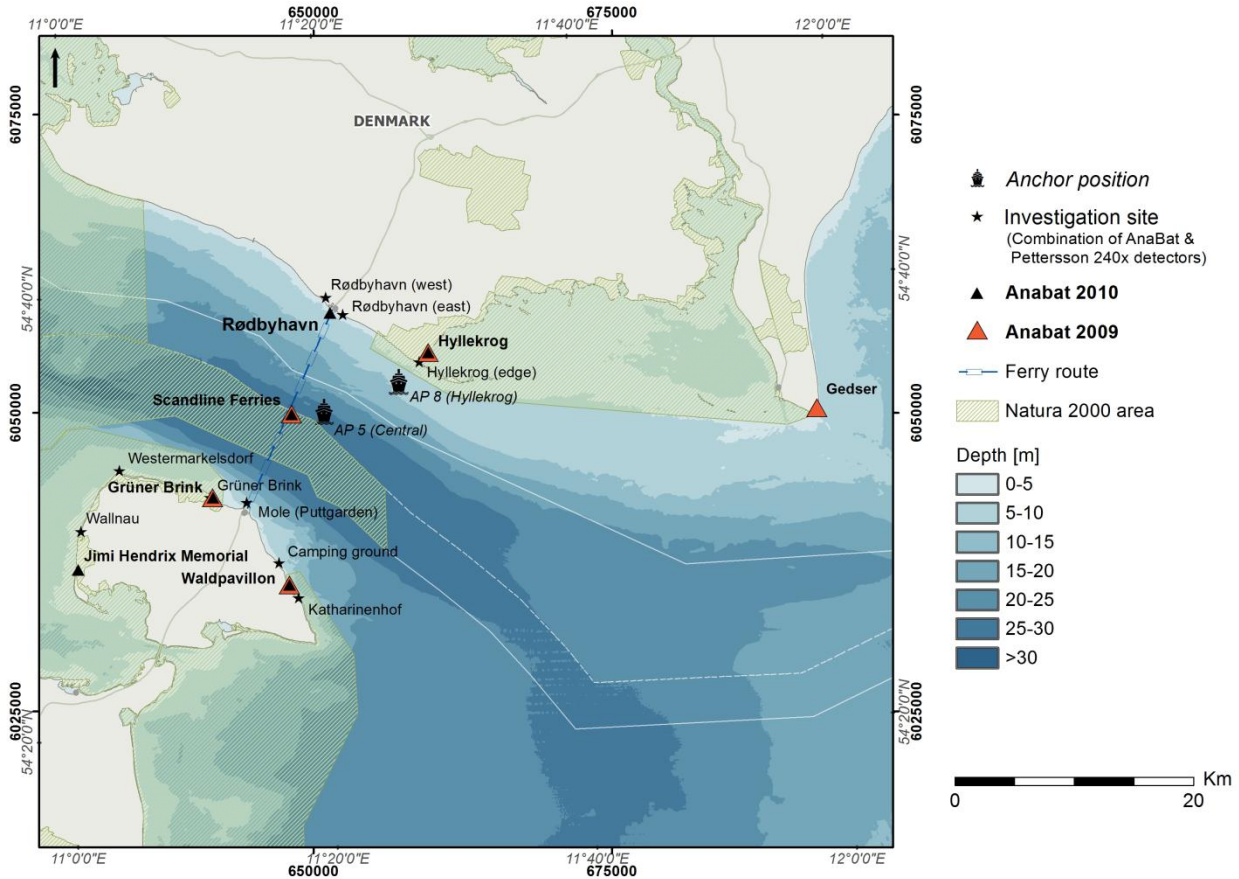 650000
675000
11°0'0"E
11°20'0"E
11°40'0"E
12°0'0"E
6075000
6075000
DENMARK
54°40'0"N
54°40'0"N
Rødbyhavn (west)
Rødbyhavn (east)
Rødbyhavn
Hyllekrog
Hyllekrog (edge)
AP 8 (Hyllekrog)
Gedser
Scandline Ferries
6050000
6050000
AP 5 (Central)
Westermarkelsdorf
Grüner Brink
Grüner Brink
Mole (Puttgarden)
Wallnau
Camping ground
Jimi Hendrix Memorial
Waldpavillon
Katharinenhof
6025000
6025000
54°20'0"N
54°20'0"N
11°0'0"E
11°20'0"E
11°40'0"E
12°0'0"E
650000
675000
Anchor position
Investigation site
(Combination of AnaBat &
Pettersson 240x detectors)
Anabat 2010
Anabat 2009
Ferry route
Natura 2000 area
Depth [m]
0-5
5-10
10-15
15-20
20-25
25-30
>30
Km
0
20